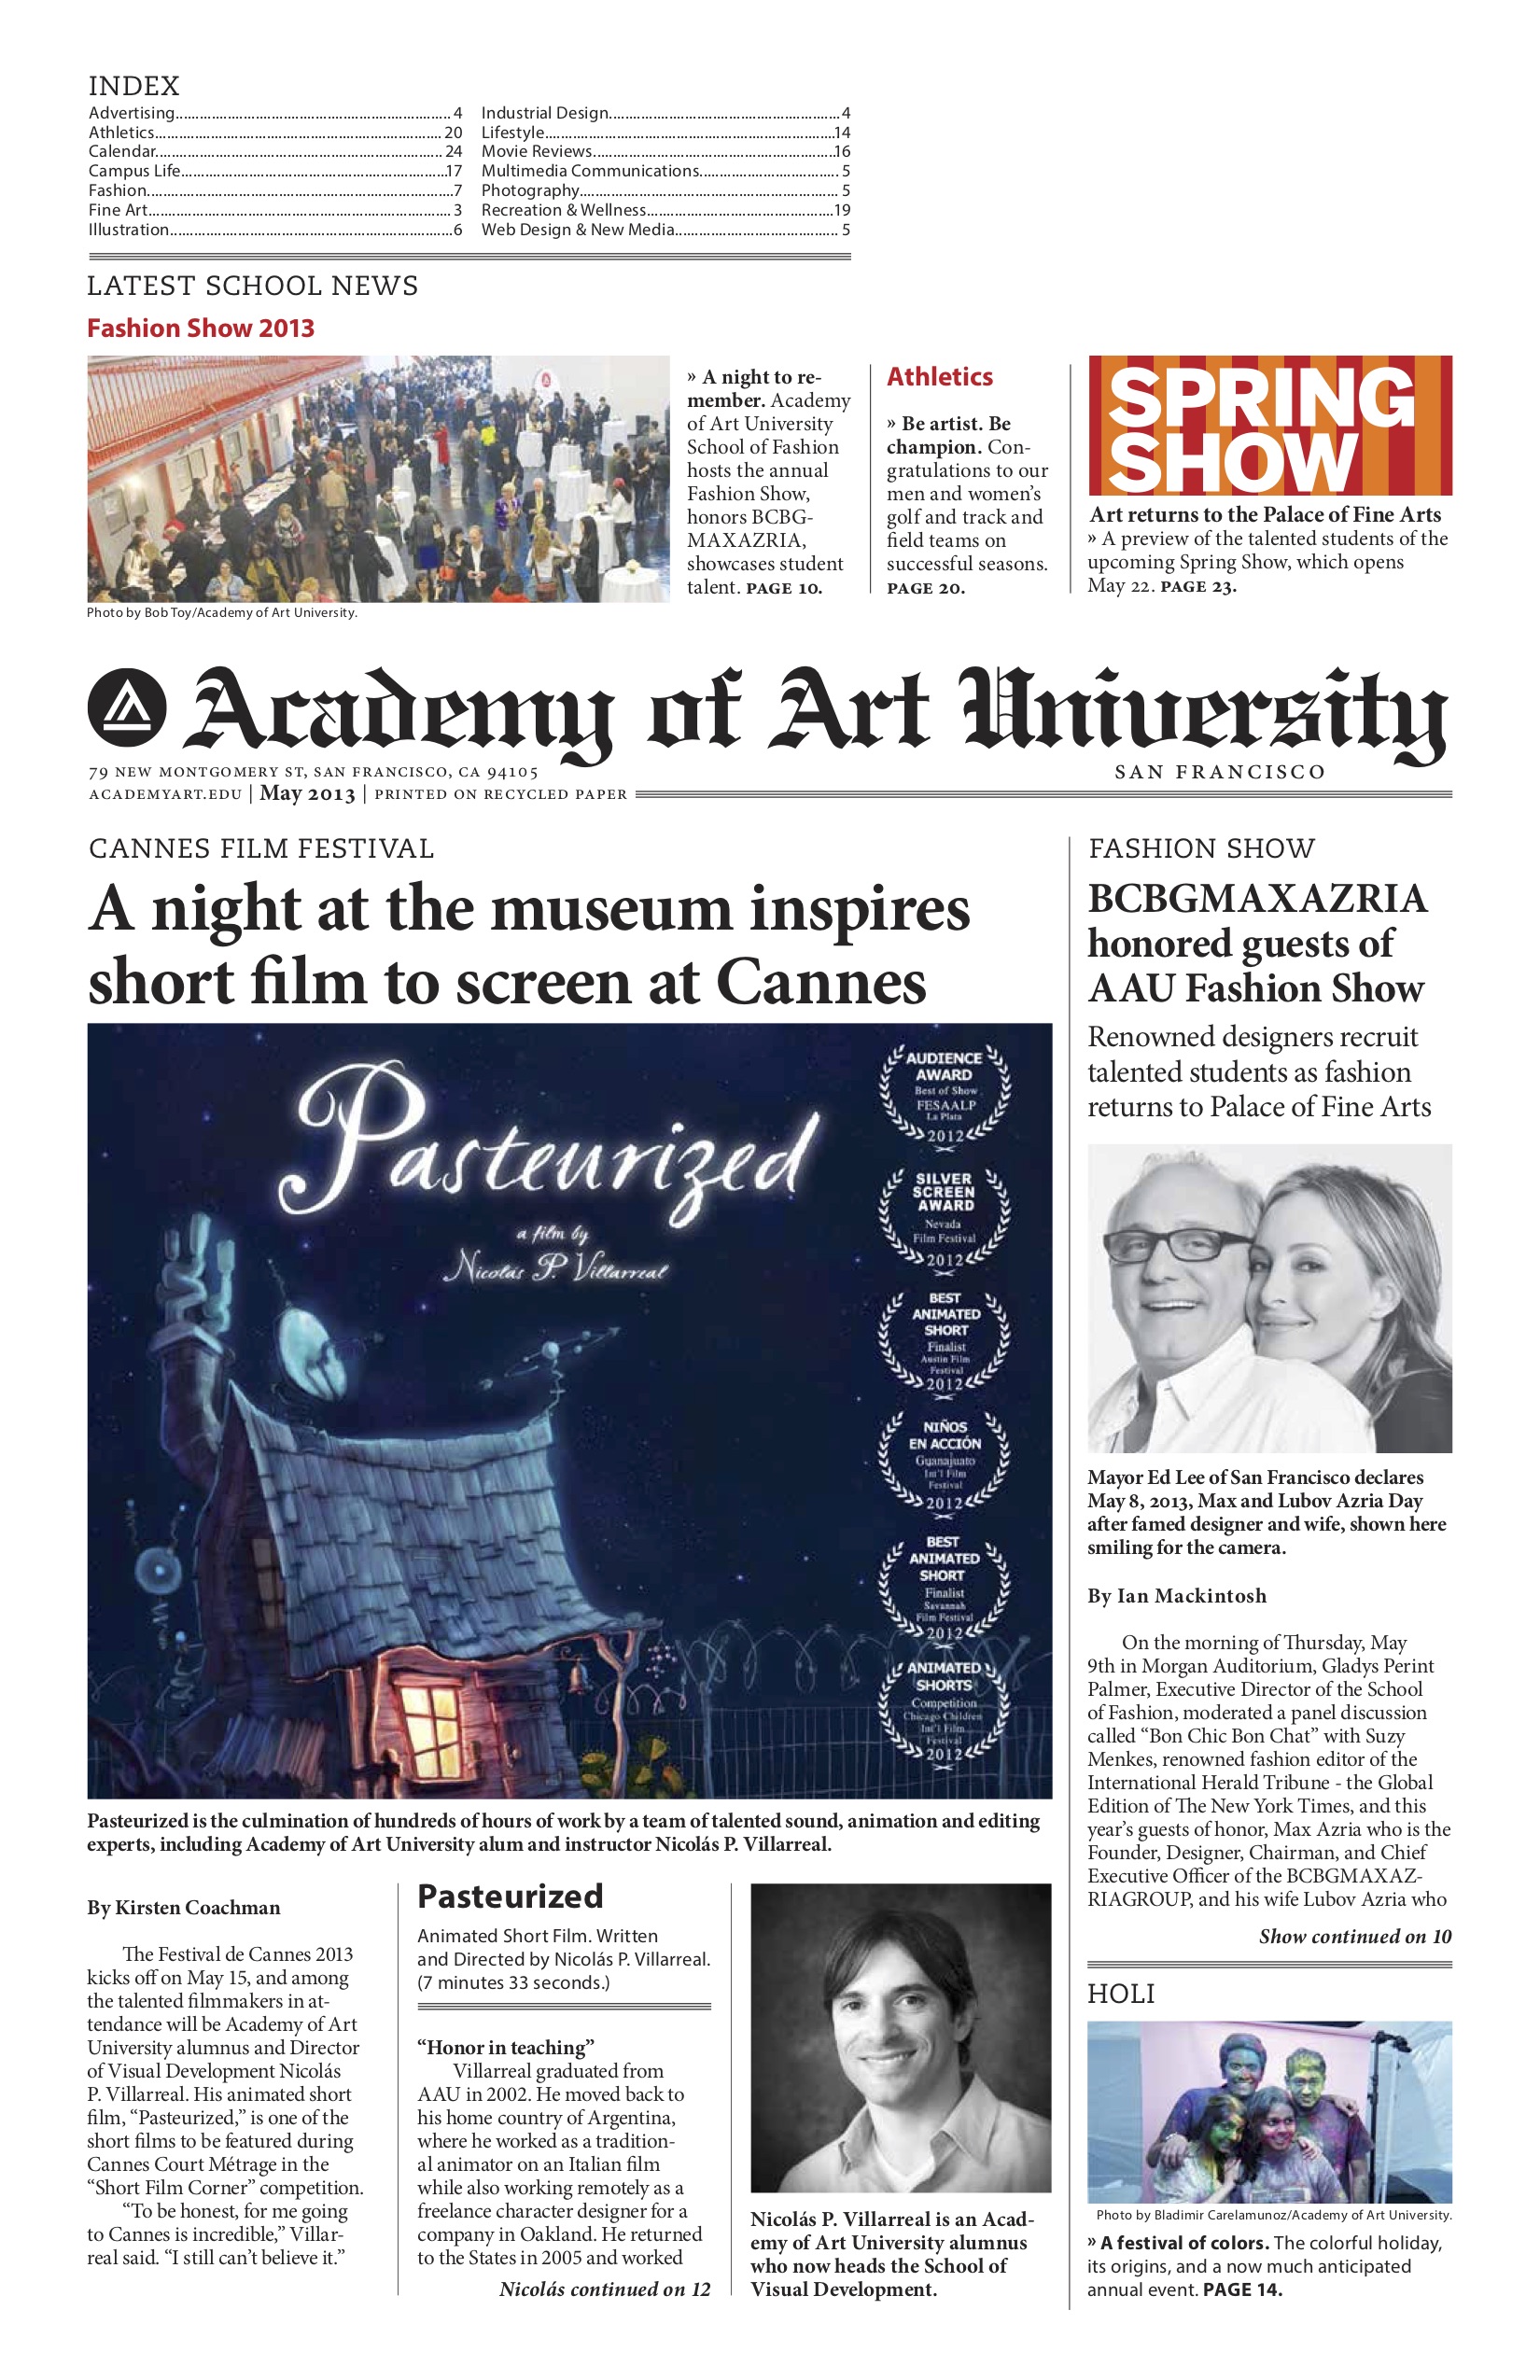 INDEX
Advertising 4
Athletics 20
Calendar 24
Campus Life 17
Fashion 7
Fine Art 3
Illustration 6
Industrial Design 4
Lifestyle 14
Movie Reviews 16
Multimedia Communications 5
Photography 5
Recreation & Wellness 19
Web Design & New Media 5
LATEST SCHOOL NEWS
Fashion Show 2013
Photo by Bob Toy/Academy of Art University.
» A night to re-
member. Academy
of Art University
School of Fashion
hosts the annual
Fashion Show,
honors BCBG-
MAXAZRIA,
showcases student
talent. PAGE 10.
Athletics
» Be artist. Be
champion. Con-
gratulations to our
men and women's
golf and track and
field teams on
successful seasons.
PAGE 20.
SPRING
SHOW
Art returns to the Palace of Fine Arts
» A preview of the talented students of the
upcoming Spring Show, which opens
May 22. PAGE 23.
Academy of Art University
79 NEW MONTGOMERY ST, SAN FRANCISCO, CA 94105
SAN FRANCISCO
ACADEMYART.EDU | May 2013 | PRINTED ON RECYCLED PAPER
CANNES FILM FESTIVAL
A night at the museum inspires
short film to screen at Cannes
Pasteurized
a film by
Nicolás P. Villarreal
AUDIENCE
AWARD
Best of Show
FESAALP
La Plata
2012
SILVER
SCREEN
AWARD
Nevada
Film Festival
2012
BEST
ANIMATED
SHORT
Finalist
Austin Film
Festival
2012
NIÑOS
EN ACCIÓN
Guanajuato
Int'l Film
Festival
2012
BEST
ANIMATED
SHORT
Finalist
Savannah
Film Festival
2012
ANIMATED
SHORTS
Competition
Chicago Children
Int'l Film
Festival
2012
Pasteurized is the culmination of hundreds of hours of work by a team of talented sound, animation and editing
experts, including Academy of Art University alum and instructor Nicolás P. Villarreal.
By Kirsten Coachman
The Festival de Cannes 2013
kicks off on May 15, and among
the talented filmmakers in at-
tendance will be Academy of Art
University alumnus and Director
of Visual Development Nicolás
P. Villarreal. His animated short
film, “Pasteurized,” is one of the
short films to be featured during
Cannes Court Métrage in the
“Short Film Corner” competition.
“To be honest, for me going
to Cannes is incredible,” Villar-
real said. “I still can’t believe it.”
Pasteurized
Animated Short Film. Written
and Directed by Nicolás P. Villarreal.
(7 minutes 33 seconds.)
“Honor in teaching”
Villarreal graduated from
AAU in 2002. He moved back to
his home country of Argentina,
where he worked as a tradition-
al animator on an Italian film
while also working remotely as a
freelance character designer for a
company in Oakland. He returned
to the States in 2005 and worked
Nicolás continued on 12
Nicolás P. Villarreal is an Acad-
emy of Art University alumnus
who now heads the School of
Visual Development.
FASHION SHOW
BCBGMAXAZRIA
honored guests of
AAU Fashion Show
Renowned designers recruit
talented students as fashion
returns to Palace of Fine Arts
Mayor Ed Lee of San Francisco declares
May 8, 2013, Max and Lubov Azria Day
after famed designer and wife, shown here
smiling for the camera.
By Ian Mackintosh
On the morning of Thursday, May
9th in Morgan Auditorium, Gladys Perint
Palmer, Executive Director of the School
of Fashion, moderated a panel discussion
called “Bon Chic Bon Chat” with Suzy
Menkes, renowned fashion editor of the
International Herald Tribune - the Global
Edition of The New York Times, and this
year’s guests of honor, Max Azria who is the
Founder, Designer, Chairman, and Chief
Executive Officer of the BCBGMAXAZ-
RIAGROUP, and his wife Lubov Azria who
Show continued on 10
HOLI
Photo by Bladimir Carelamunoz/Academy of Art University.
» A festival of colors. The colorful holiday,
its origins, and a now much anticipated
annual event. PAGE 14.